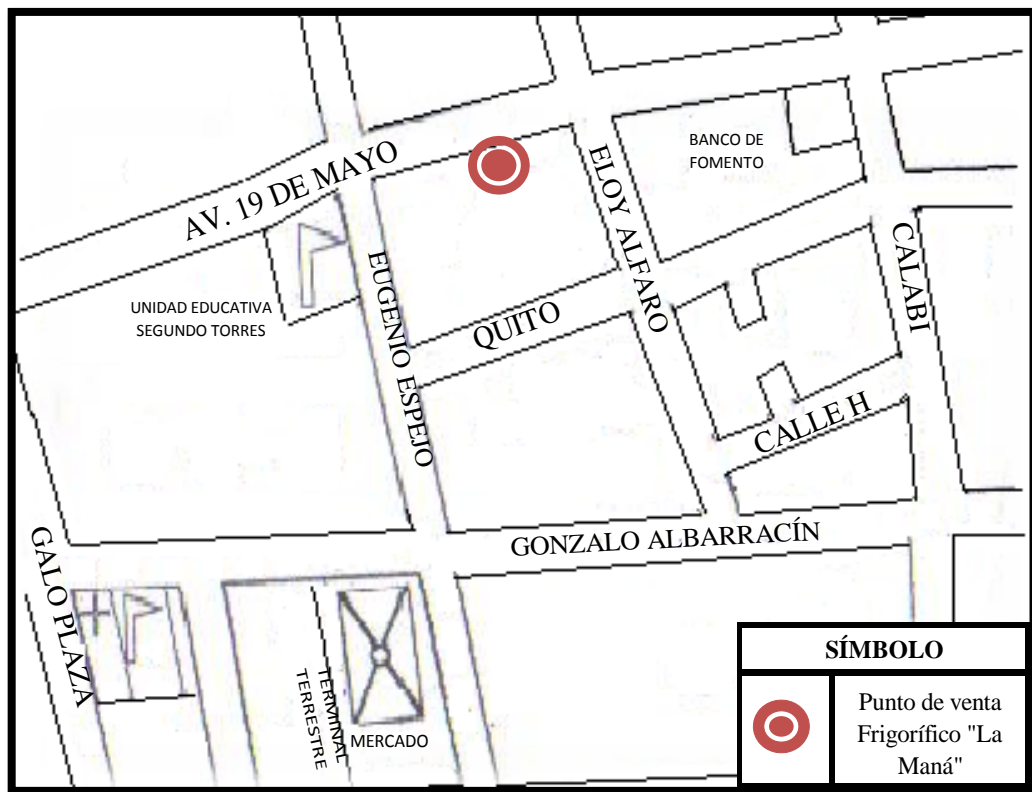 BANCO DE
FOMENTO
AV. 19 DE MAYO
ELOY ALFARO
CALABI
UNIDAD EDUCATIVA
SEGUNDO TORRES
EUGENIO ESPEJO
QUITO
CALLE H
GONZALO ALBARRACÍN
GALO PLAZA
TERMINAL
TERRESTRE
MERCADO
SÍMBOLO
Punto de venta
Frigorífico "La
Maná"